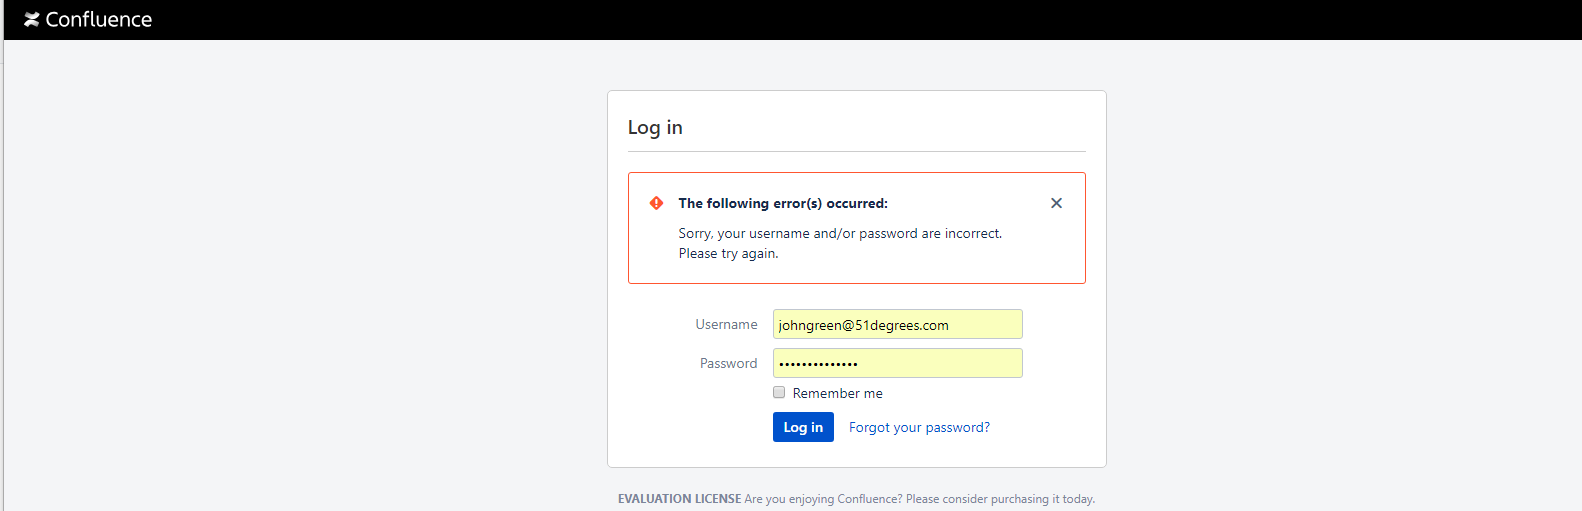 Confluence
Log in
The following error(s) occurred:
Sorry, your username and/or password are incorrect.
Please try again.
Username johngreen@51degrees.com
Password ••••••••••••••
Remember me
Log in Forgot your password?
EVALUATION LICENSE Are you enjoying Confluence? Please consider purchasing it today.